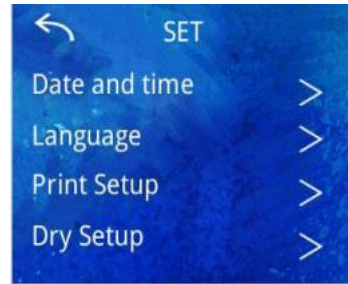 SET
Date and time
Language
Print Setup
Dry Setup